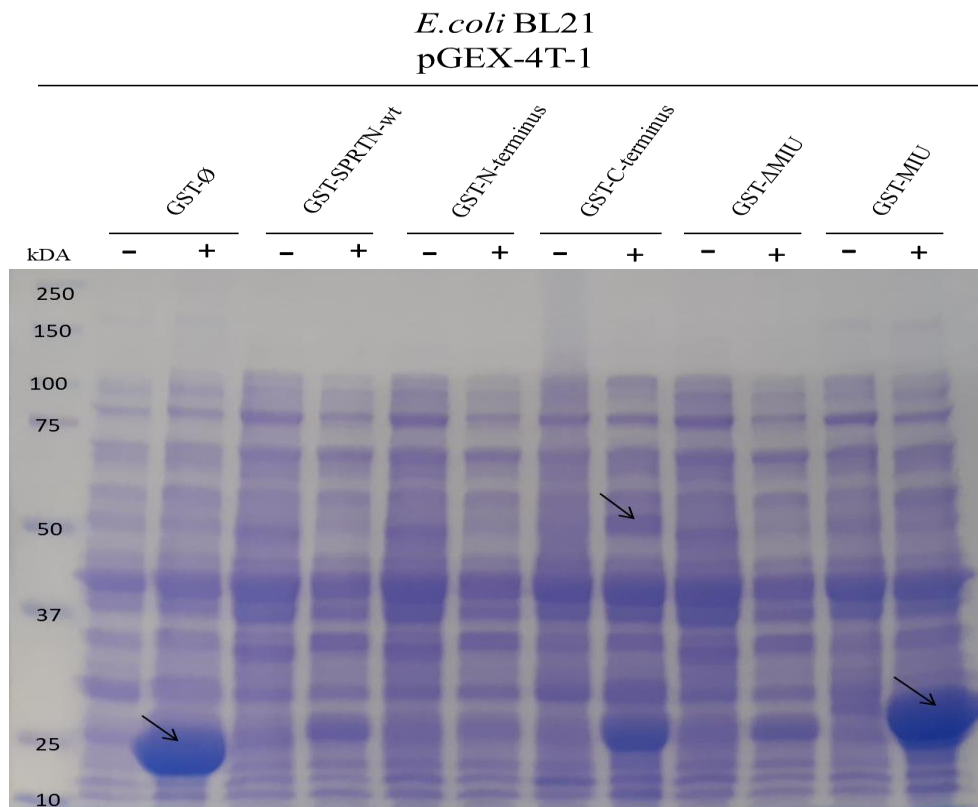 E.coli BL21
pGEX-4T-1
GST-Ø
GST-SPRTN-wt
GST-N-terminus
GST-C-terminus
GST-ΔMIU
GST-MIU
kDA
− + − + − + − + − + − +
250
150
100
75
50
37
25
10